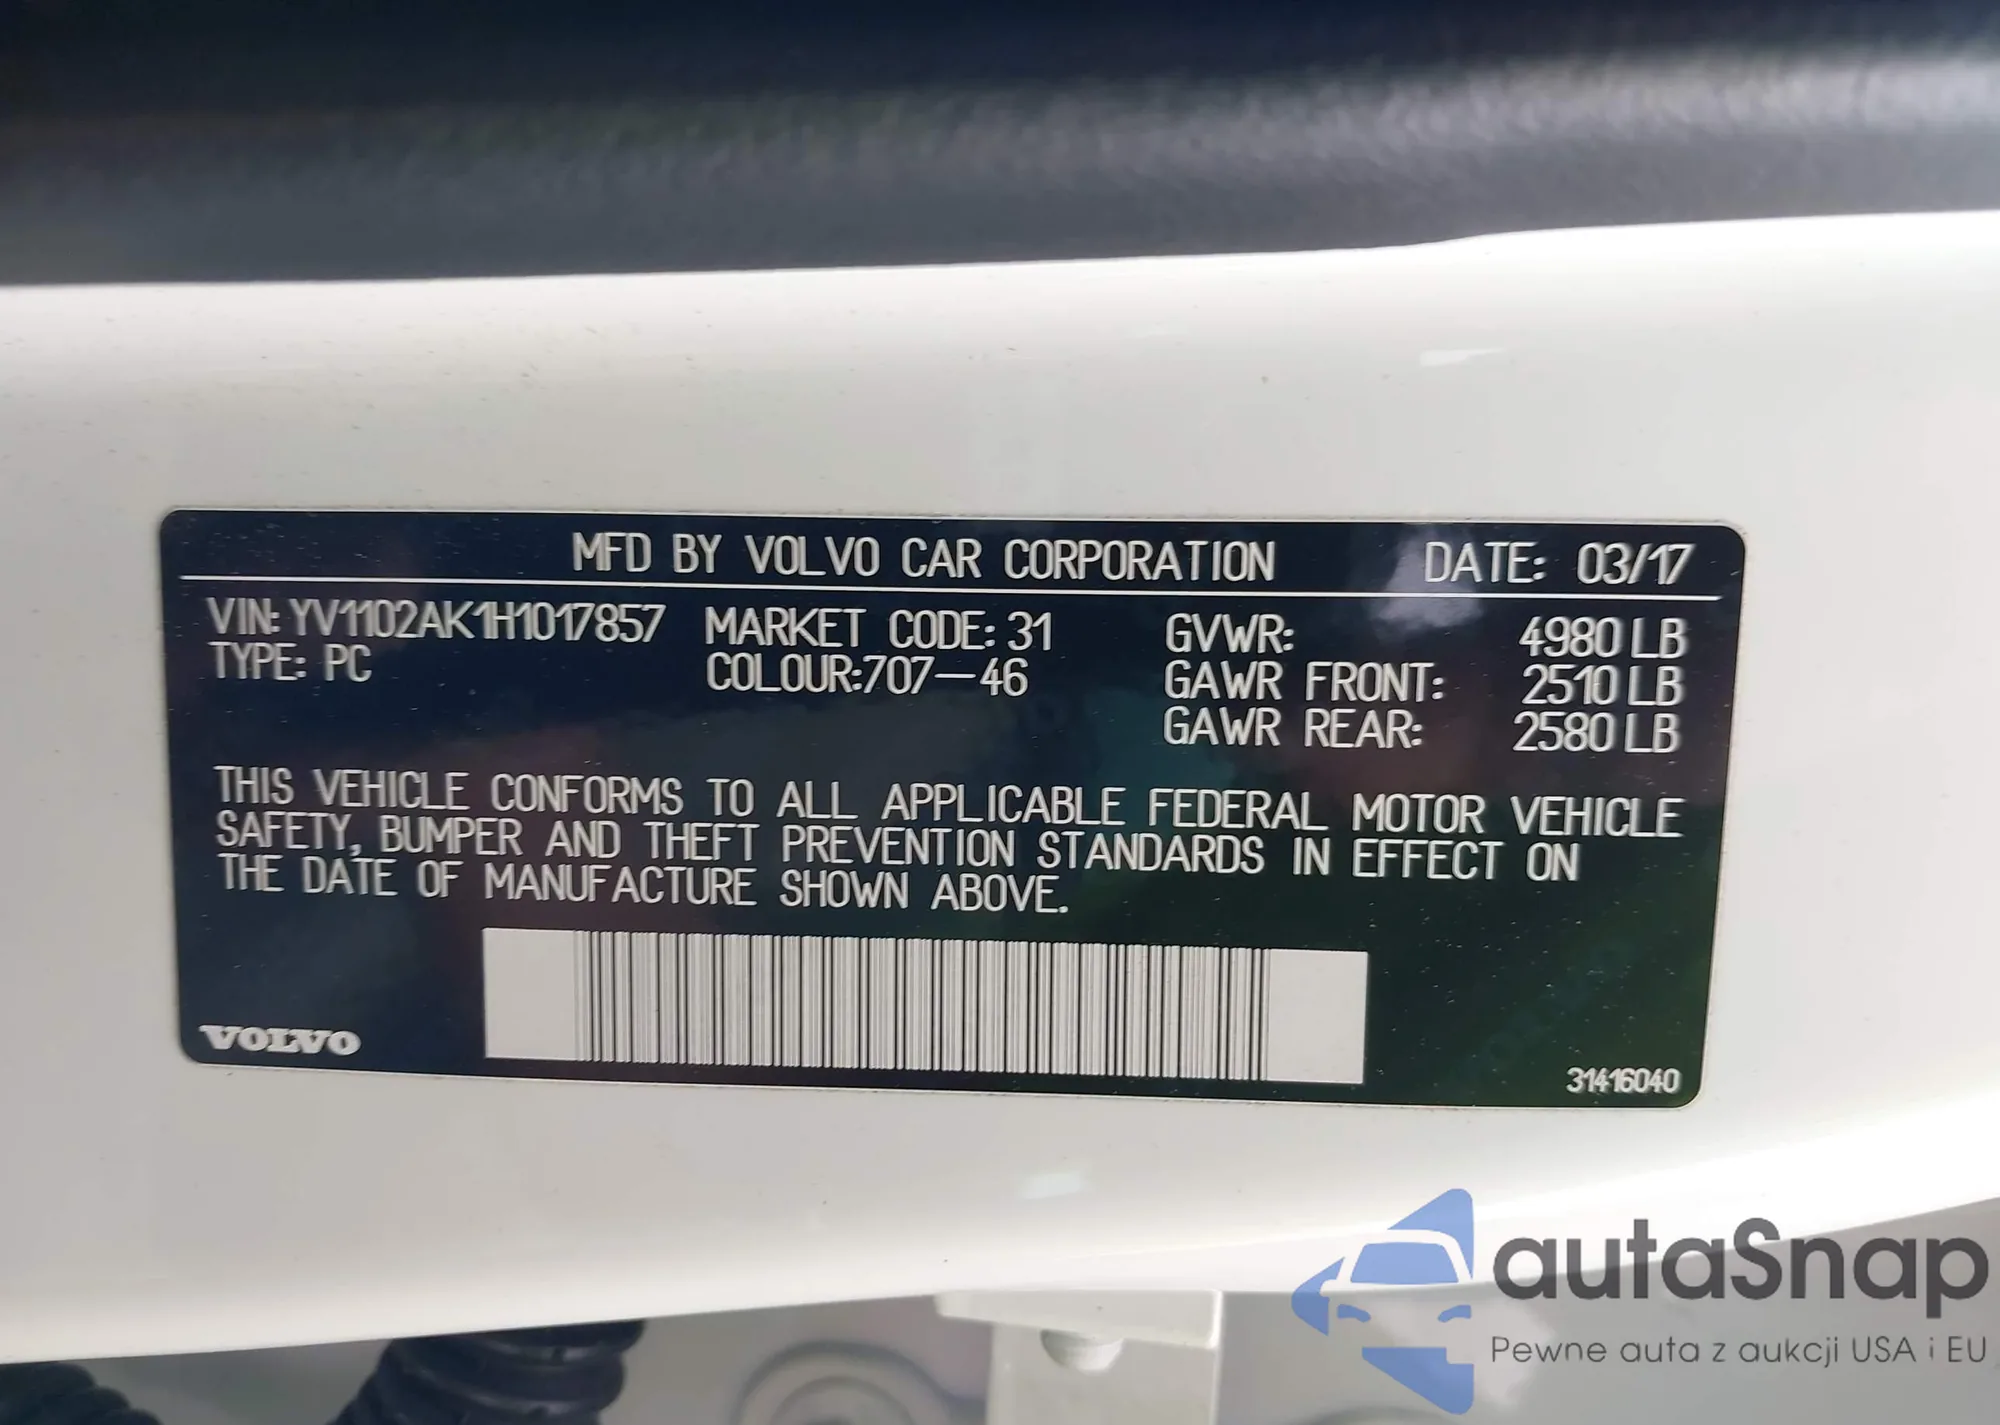 MFD BY VOLVO CAR CORPORATION DATE: 03/17
VIN: YV1102AK1H1017857 MARKET CODE: 31 GVWR: 4980 LB
TYPE: PC COLOUR:707-46 GAWR FRONT: 2510 LB
GAWR REAR: 2580 LB
THIS VEHICLE CONFORMS TO ALL APPLICABLE FEDERAL MOTOR VEHICLE
SAFETY, BUMPER AND THEFT PREVENTION STANDARDS IN EFFECT ON
THE DATE OF MANUFACTURE SHOWN ABOVE.
VOLVO
31416040
autaSnap
Pewne auta z aukcji USA i EU